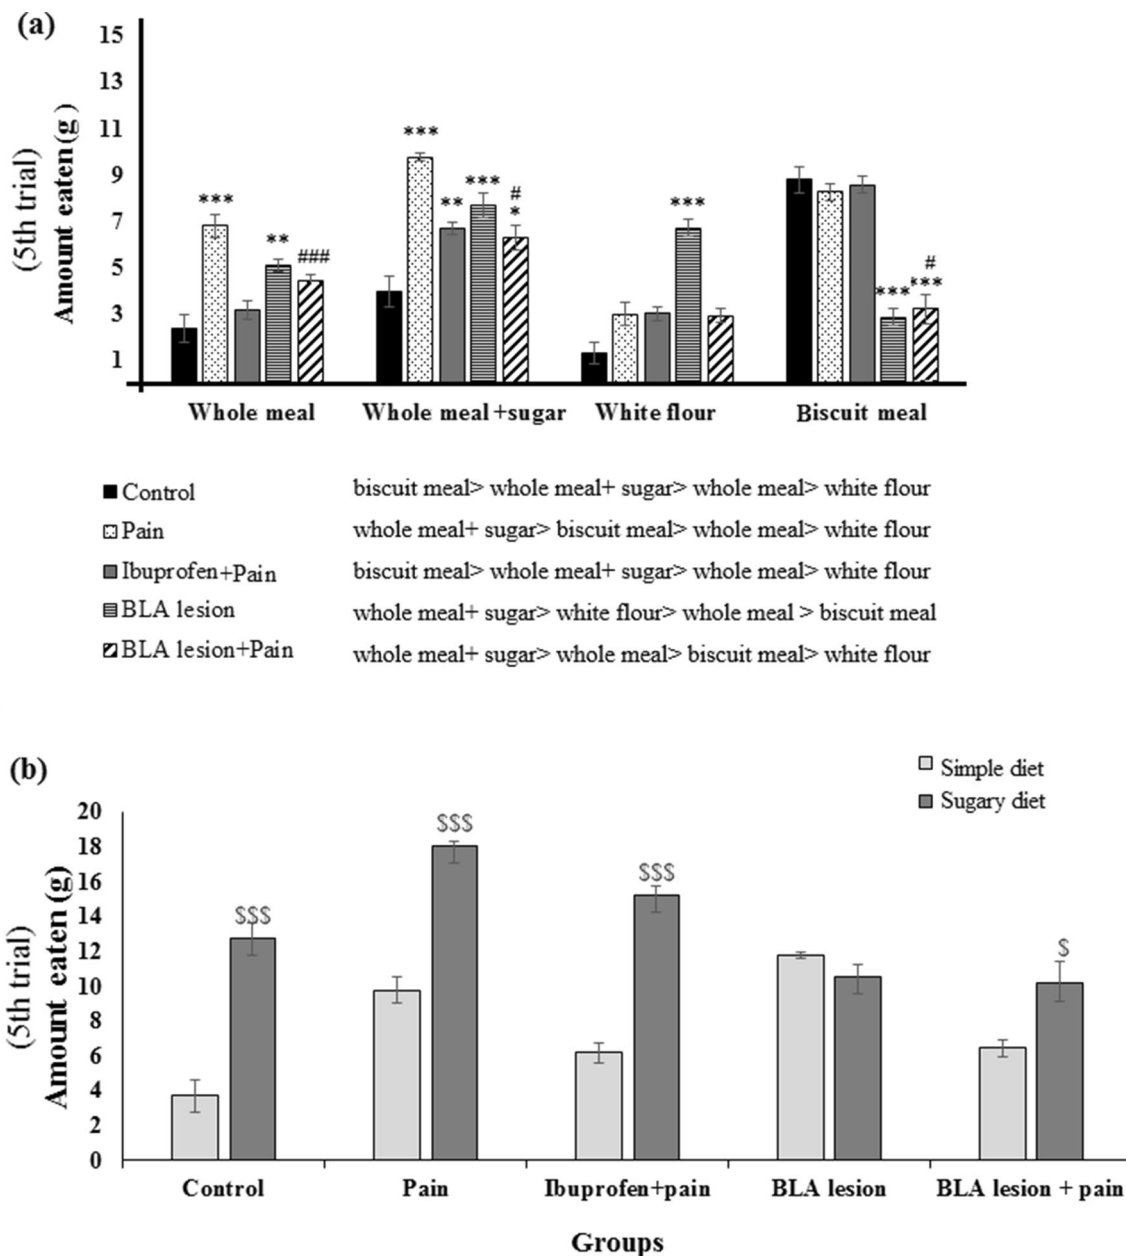 (a)
15
13
11
9
7
5
3
1
(5th trial)
Amount eaten (g )
***
**
###
***
**
***
#
*
***
***
#
***
Whole meal
Whole meal +sugar
White flour
Biscuit meal
Control
biscuit meal> whole meal+ sugar> whole meal> white flour
Pain
whole meal+ sugar> biscuit meal> whole meal> white flour
Ibuprofen+Pain
biscuit meal> whole meal+ sugar> whole meal> white flour
BLA lesion
whole meal+ sugar> white flour> whole meal > biscuit meal
BLA lesion+Pain
whole meal+ sugar> whole meal> biscuit meal> white flour
(b)
Simple diet
Sugary diet
20
18
16
14
12
10
8
6
4
2
0
(5th trial)
Amount eaten (g)
$$$
$$$
$$$
$
Control
Pain
Ibuprofen+pain
BLA lesion
BLA lesion + pain
Groups